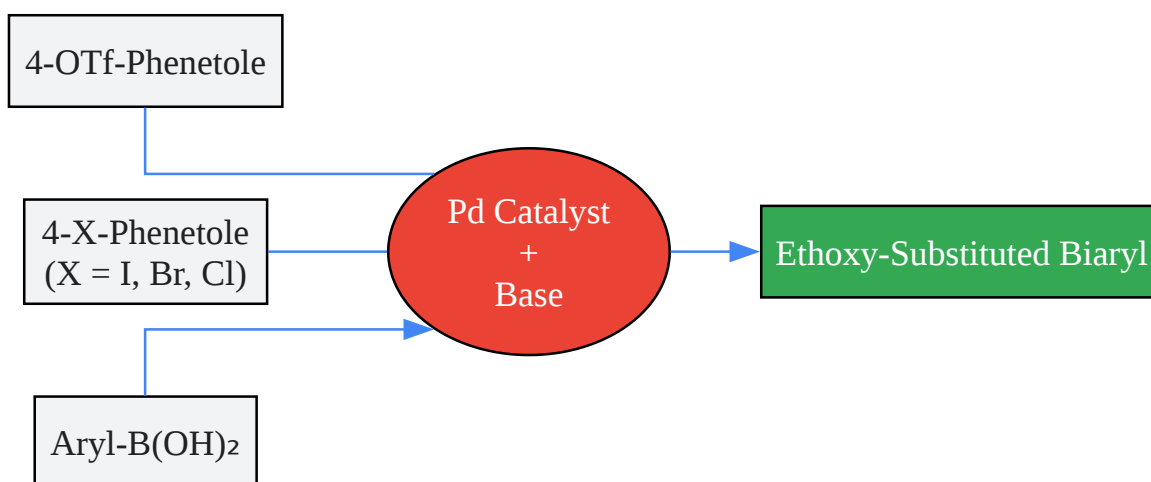 4-OTf-Phenetole
4-X-Phenetole
(X = I, Br, Cl)
Aryl-B(OH)₂
Pd Catalyst
+
Base
Ethoxy-Substituted Biaryl